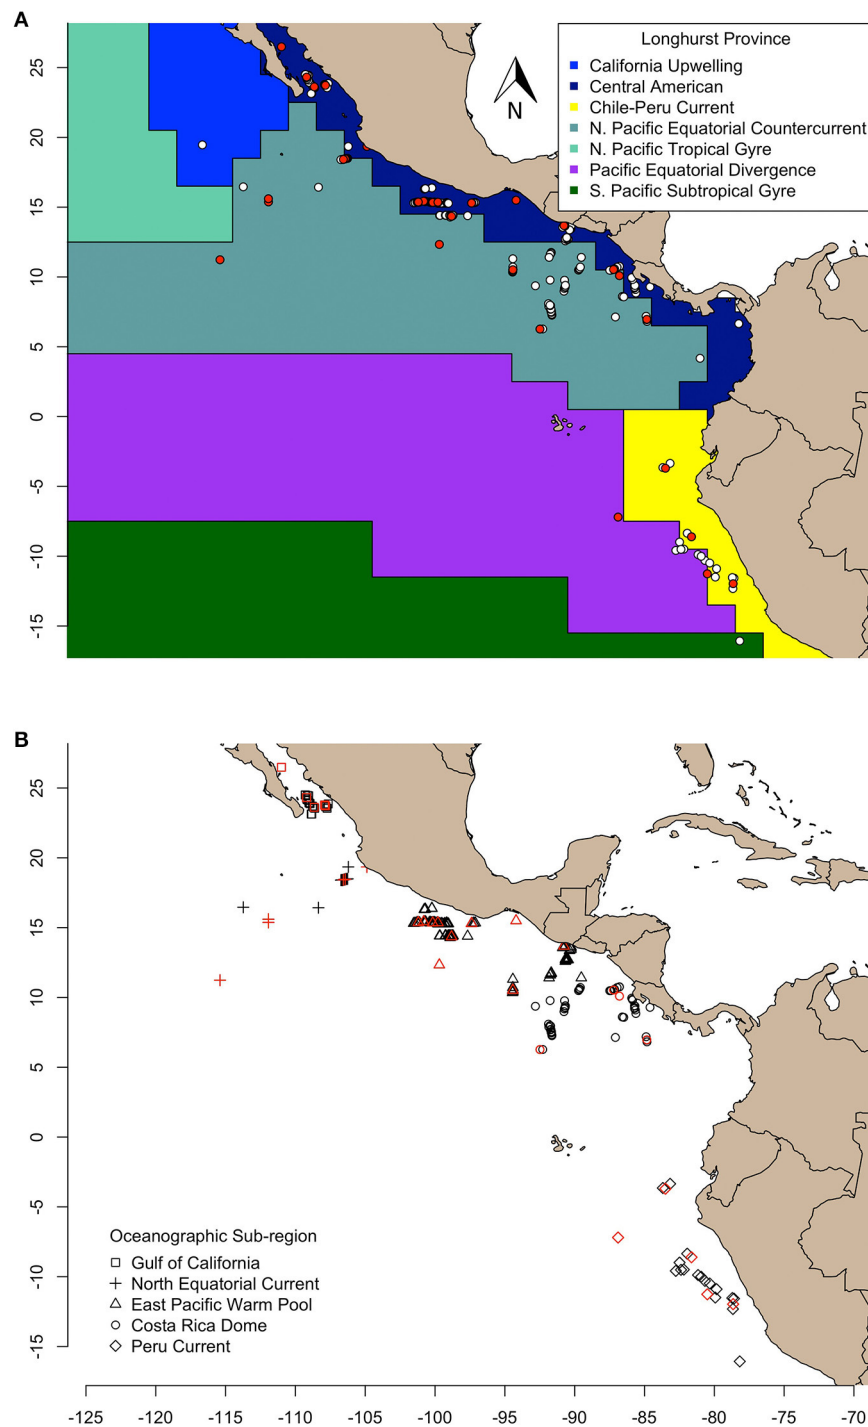 A
Longhurst Province
California Upwelling
Central American
Chile-Peru Current
N. Pacific Equatorial Countercurrent
N. Pacific Tropical Gyre
Pacific Equatorial Divergence
S. Pacific Subtropical Gyre
N
25
20
15
10
5
0
-5
-10
-15
B
25
20
15
10
5
0
-5
-10
-15
Oceanographic Sub-region
Gulf of California
North Equatorial Current
East Pacific Warm Pool
Costa Rica Dome
Peru Current
-125 -120 -115 -110 -105 -100 -95 -90 -85 -80 -75 -70